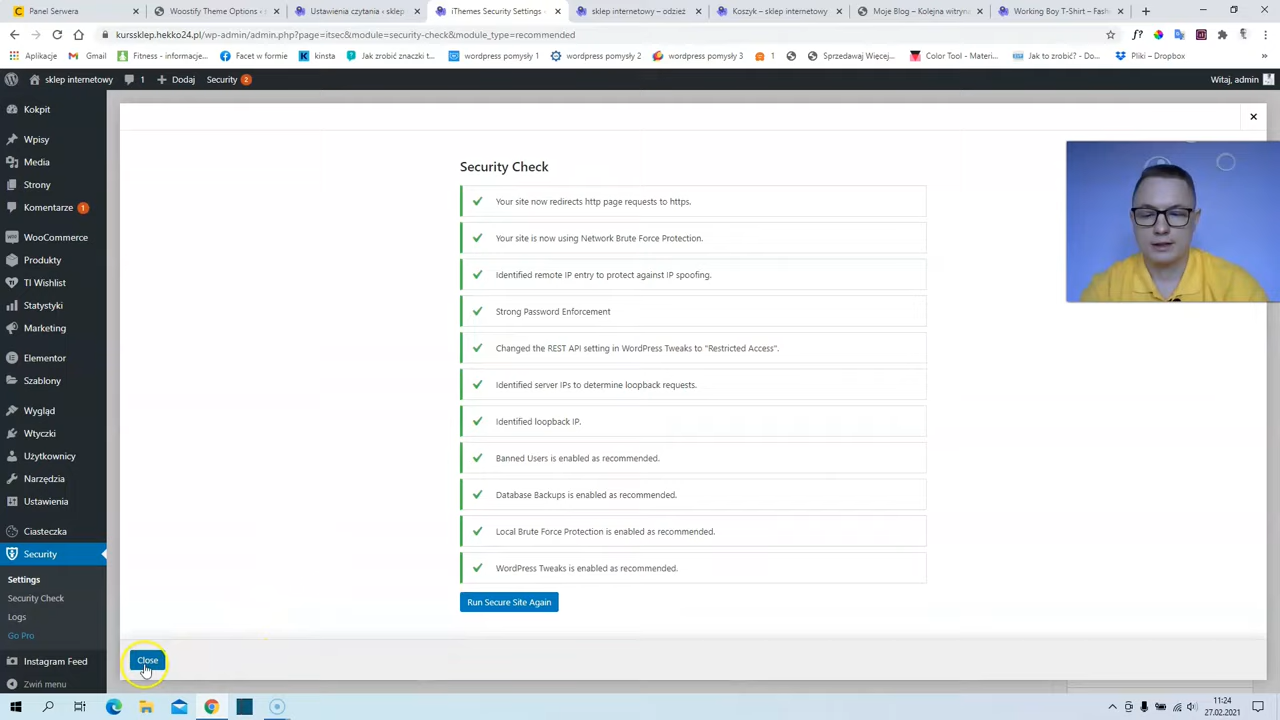 Panel Serwera
Woostify Theme Options ‹
Ustawienia czytania ‹ sklep
iThemes Security Settings ‹
sklep internetowy – odzież
Koszyk – sklep internetowy
Moje Blog – Kolejna witryn
Working Boy T-Shirt – Fash
kurssklep.hekko24.pl/wp-admin/admin.php?page=itsec&module=security-check&module_type=recommended
Aplikacje
Gmail
Fitness - informacje...
Facet w formie
kinsta
Jak zrobić znaczki t...
wordpress pomysły 1
wordpress pomysły 2
wordpress pomysły 3
1
Sprawdzaj Więcej...
Color Tool - Materi...
Jak to zrobić? - Do...
Pliki – Dropbox
»
sklep internetowy
1
Dodaj
Security 2
Witaj, admin
Kokpit
Wpisy
Media
Strony
Komentarze 1
WooCommerce
Produkty
TI Wishlist
Statystyki
Marketing
Elementor
Szablony
Wygląd
Wtyczki
Użytkownicy
Narzędzia
Ustawienia
Ciasteczka
Security
Settings
Security Check
Logs
Go Pro
Instagram Feed
Zwiń menu
Security Check
Your site now redirects http page requests to https.
Your site is now using Network Brute Force Protection.
Identified remote IP entry to protect against IP spoofing.
Strong Password Enforcement
Changed the REST API setting in WordPress Tweaks to "Restricted Access".
Identified server IPs to determine loopback requests.
Identified loopback IP.
Banned Users is enabled as recommended.
Database Backups is enabled as recommended.
Local Brute Force Protection is enabled as recommended.
WordPress Tweaks is enabled as recommended.
Run Secure Site Again
Close
11:24
27.02.2021